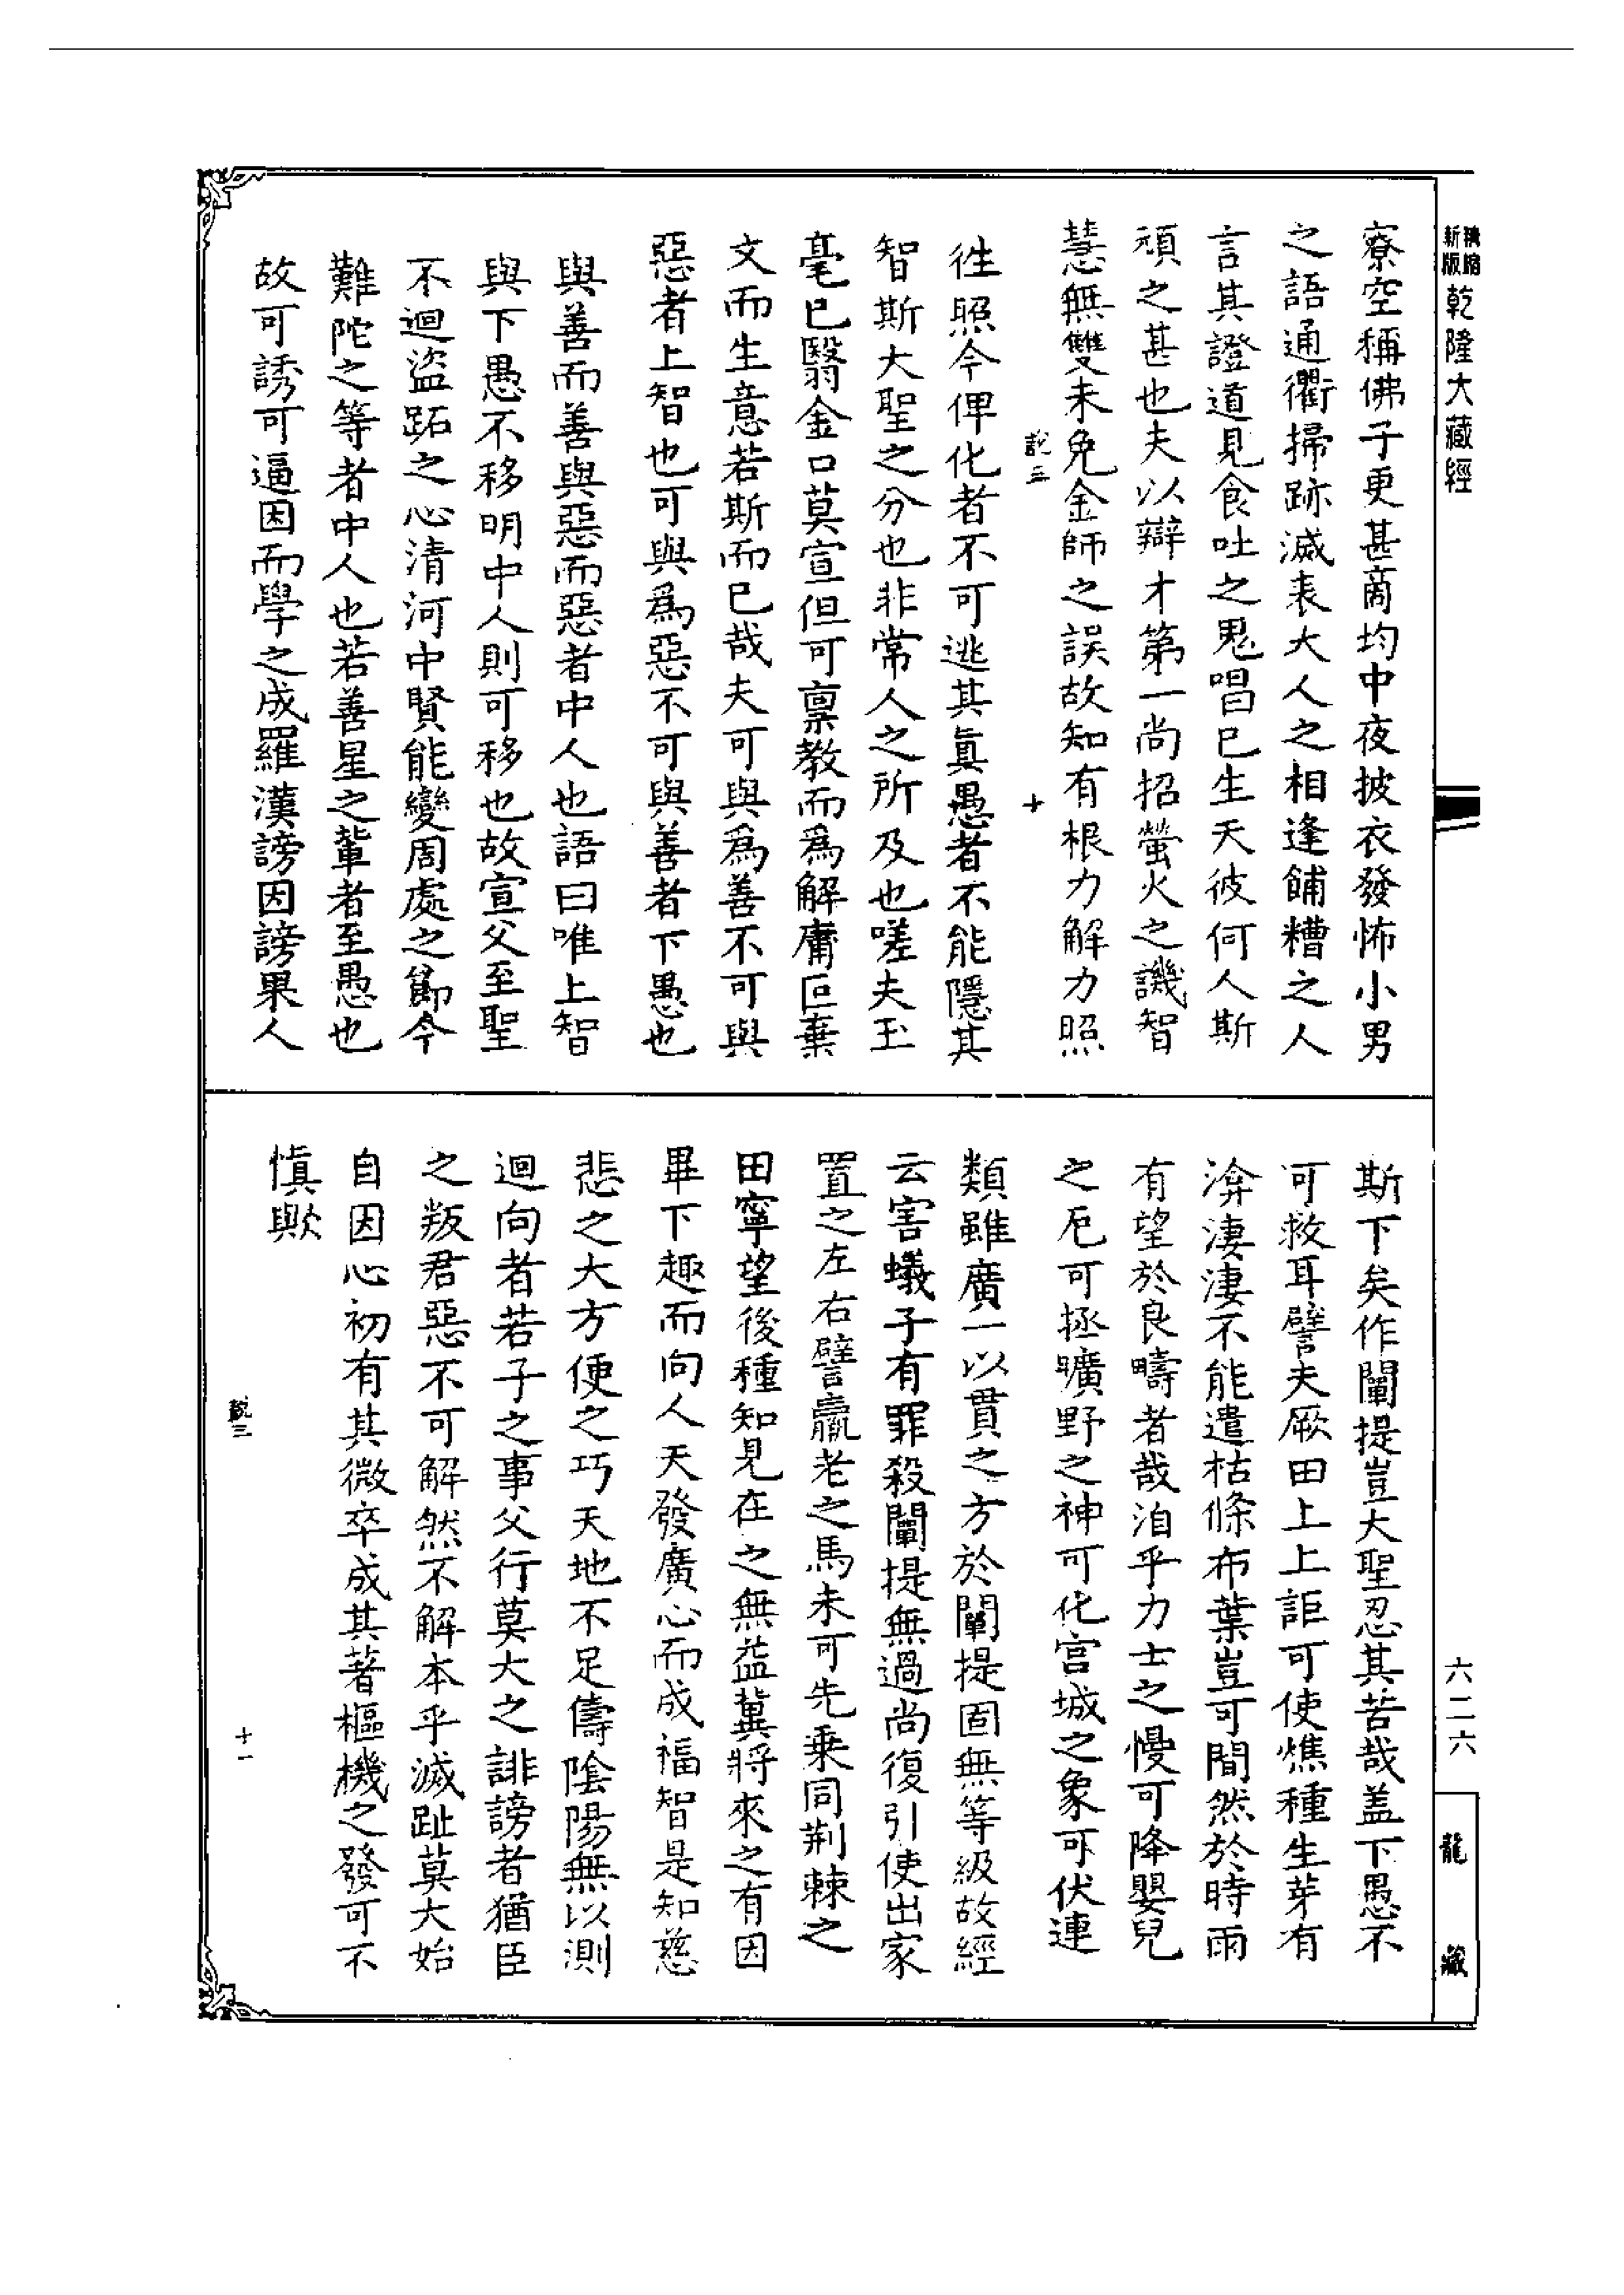 新版
精縮
乾隆大藏經
寮空稱佛子更甚商均中夜披衣發怖小男
之語通衢掃跡滅表大人之相逢餔糟之人
言其證道見食吐之鬼唱已生天彼何人斯
頑之甚也夫以辯才第一尚招螢火之譏智
慧無雙未免金師之誤故知有根力解力照
説三
十
徃照今俾化者不可逃其眞愚者不能隱其
智斯大聖之分也非常人之所及也嗟夫玉
毫已翳金口莫宣但可禀教而爲解庸叵棄
文而生意若斯而已哉夫可與爲善不可與
惡者上智也可與爲惡不可與善者下愚也
與善而善與惡而惡者中人也語曰唯上智
與下愚不移明中人則可移也故宣父至聖
不迴盜跖之心清河中賢能變周處之節今
難陀之等者中人也若善星之軰者至愚也
故可誘可逼因而學之成羅漢謗因謗果人
斯下矣作闡提豈大聖忍其苦哉盖下愚不
可救耳譬夫厥田上上詎可使燋種生芽有
渰淒淒不能遣枯條布葉豈可間然於時雨
有望於良疇者哉洎乎力士之慢可降嬰兒
之厄可拯曠野之神可化宫城之象可伏連
類雖廣一以貫之方於闡提固無等級故經
云害蟻子有罪殺闡提無過尚復引使出家
置之左右譬羸老之馬未可先乗同荆棘之
田寧望後種知見在之無益冀將來之有因
畢下趣而向人天發廣心而成福智是知慈
悲之大方便之巧天地不足儔陰陽無以測
迴向者若子之事父行莫大之誹謗者猶臣
之叛君惡不可解然不解本乎滅趾莫大始
自因心初有其微卒成其著樞機之發可不
慎歟
説三
十一
六二六
龍藏